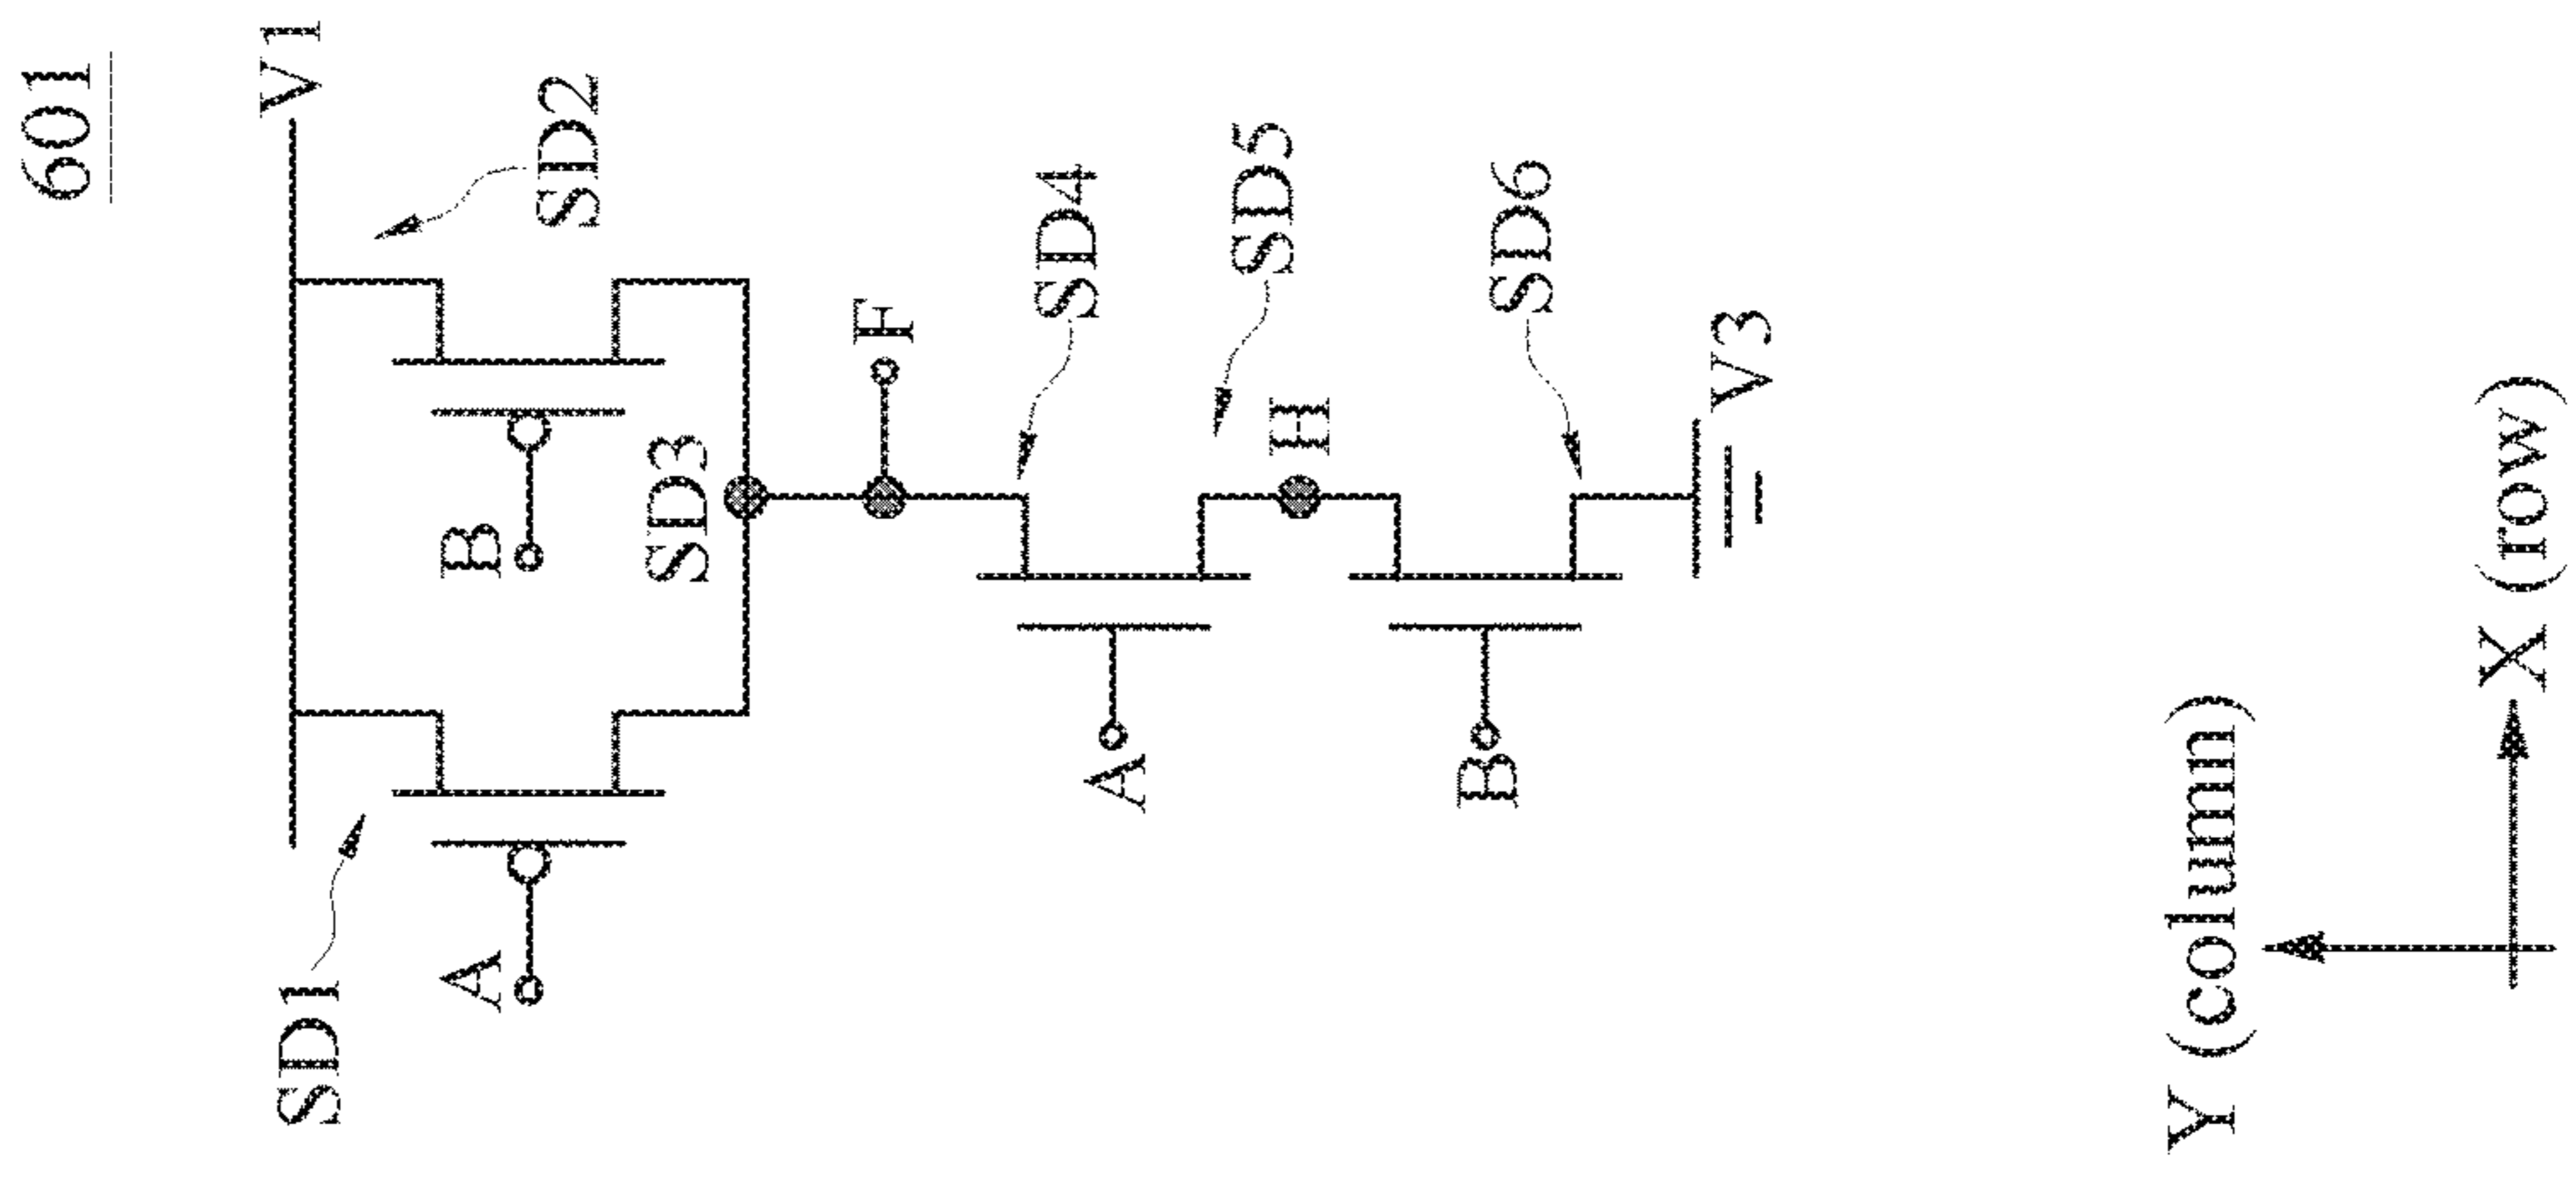 601
V1
SD1
SD2
A
B
SD3
F
A
SD4
SD5
H
B
SD6
V3
Y (column)
X (row)